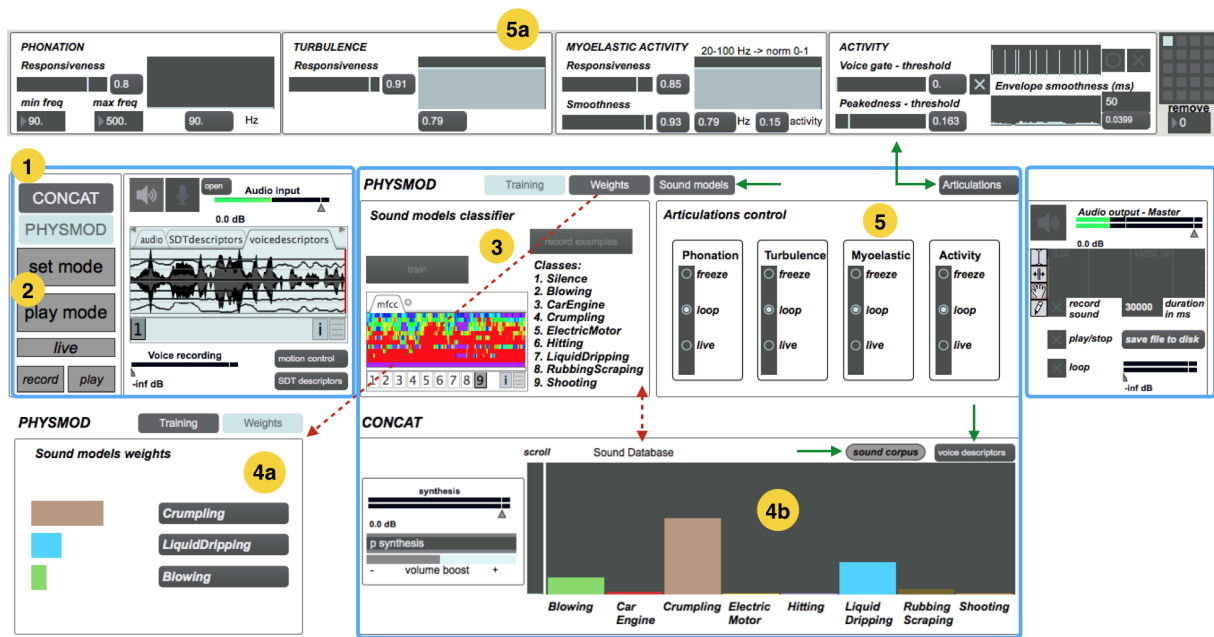 5a
PHONATION
Responsiveness
0.8
min freq
max freq
90.
500.
90.
Hz
TURBULENCE
Responsiveness
0.91
0.79
MYOELASTIC ACTIVITY
20-100 Hz -> norm 0-1
Responsiveness
0.85
Smoothness
0.93
0.79
Hz
0.15
activity
ACTIVITY
Voice gate - threshold
0.
Envelope smoothness (ms)
Peakedness - threshold
0.163
50
0.0399
remove
0
1
CONCAT
PHYSMOD
set mode
2
play mode
live
record
play
open
Audio input
0.0 dB
audio
SDTdescriptors
voicedescriptors
1
i
Voice recording
-inf dB
motion control
SDT descriptors
PHYSMOD
Training
Weights
Sound models
Articulations
Sound models classifier
3
record examples
train
mfcc
1 2 3 4 5 6 7 8 9
i
Classes:
1. Silence
2. Blowing
3. CarEngine
4. Crumpling
5. ElectricMotor
6. Hitting
7. LiquidDripping
8. RubbingScraping
9. Shooting
Articulations control
5
Phonation
freeze
loop
live
Turbulence
freeze
loop
live
Myoelastic
freeze
loop
live
Activity
freeze
loop
live
Audio output - Master
0.0 dB
0.00
16000.00
record sound
30000
duration in ms
play/stop
save file to disk
loop
-inf dB
PHYSMOD
Training
Weights
Sound models weights
4a
Crumpling
LiquidDripping
Blowing
CONCAT
scroll
Sound Database
sound corpus
voice descriptors
synthesis
0.0 dB
p synthesis
- volume boost +
4b
Blowing
Car Engine
Crumpling
Electric Motor
Hitting
Liquid Dripping
Rubbing Scraping
Shooting